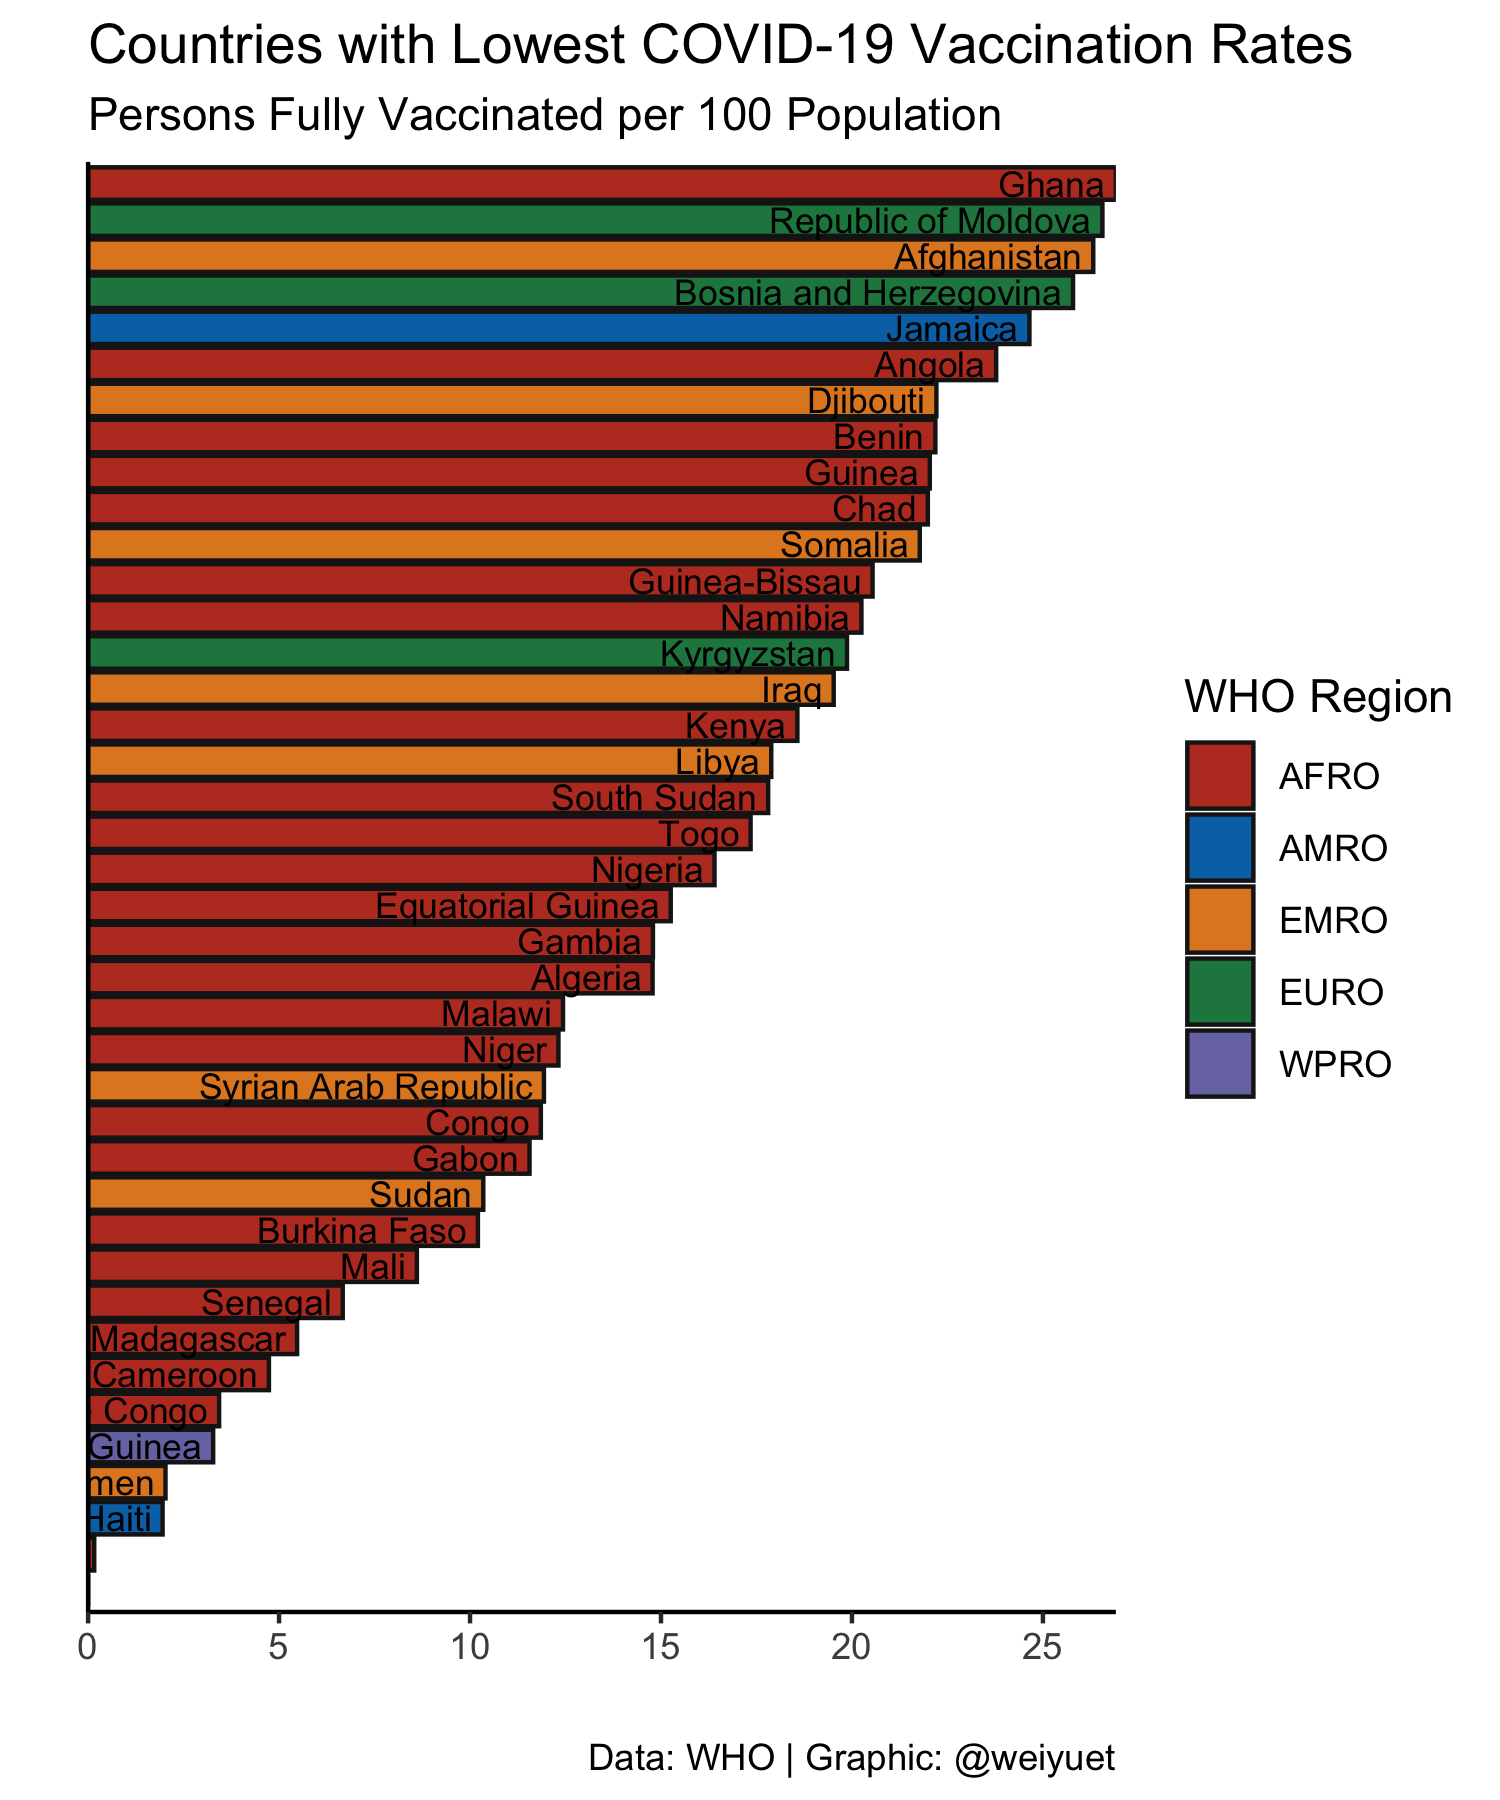 Countries with Lowest COVID-19 Vaccination Rates
Persons Fully Vaccinated per 100 Population
Ghana
Republic of Moldova
Afghanistan
Bosnia and Herzegovina
Jamaica
Angola
Djibouti
Benin
Guinea
Chad
Somalia
Guinea-Bissau
Namibia
Kyrgyzstan
Iraq
Kenya
Libya
South Sudan
Togo
Nigeria
Equatorial Guinea
Gambia
Algeria
Malawi
Niger
Syrian Arab Republic
Congo
Gabon
Sudan
Burkina Faso
Mali
Senegal
Madagascar
Cameroon
Congo
Guinea
men
Haiti
0 5 10 15 20 25
WHO Region
AFRO
AMRO
EMRO
EURO
WPRO
Data: WHO | Graphic: @weiyuet